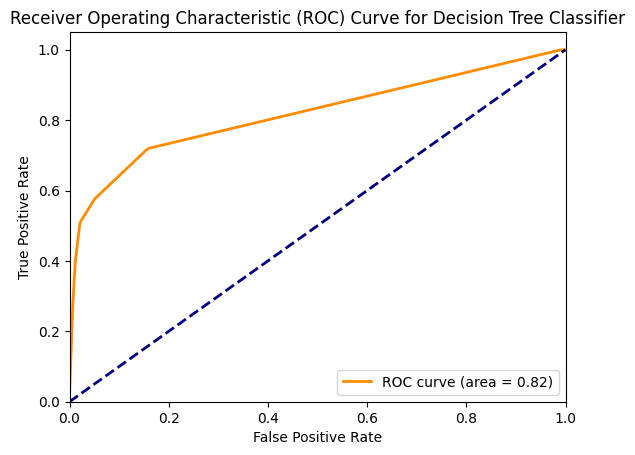 Receiver Operating Characteristic (ROC) Curve for Decision Tree Classifier
1.0
0.8
0.6
0.4
0.2
0.0
True Positive Rate
ROC curve (area = 0.82)
0.0 0.2 0.4 0.6 0.8 1.0
False Positive Rate